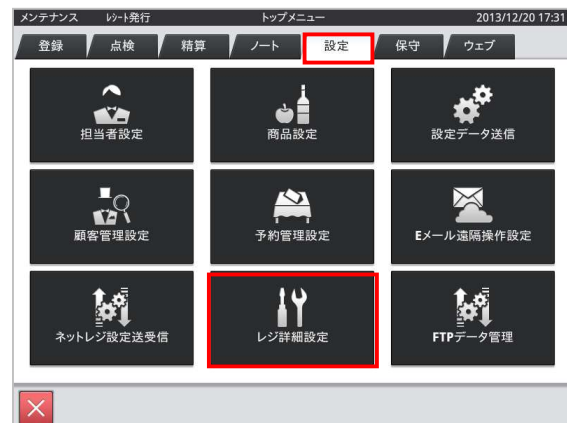 メンテナンス ﾚｼｰﾄ発行 トップメニュー 2013/12/20 17:31
登録 点検 精算 ノート 設定 保守 ウェブ
担当者設定 商品設定 設定データ送信
顧客管理設定 予約管理設定 Eメール遠隔操作設定
ネットレジ設定送受信 レジ詳細設定 FTPデータ管理